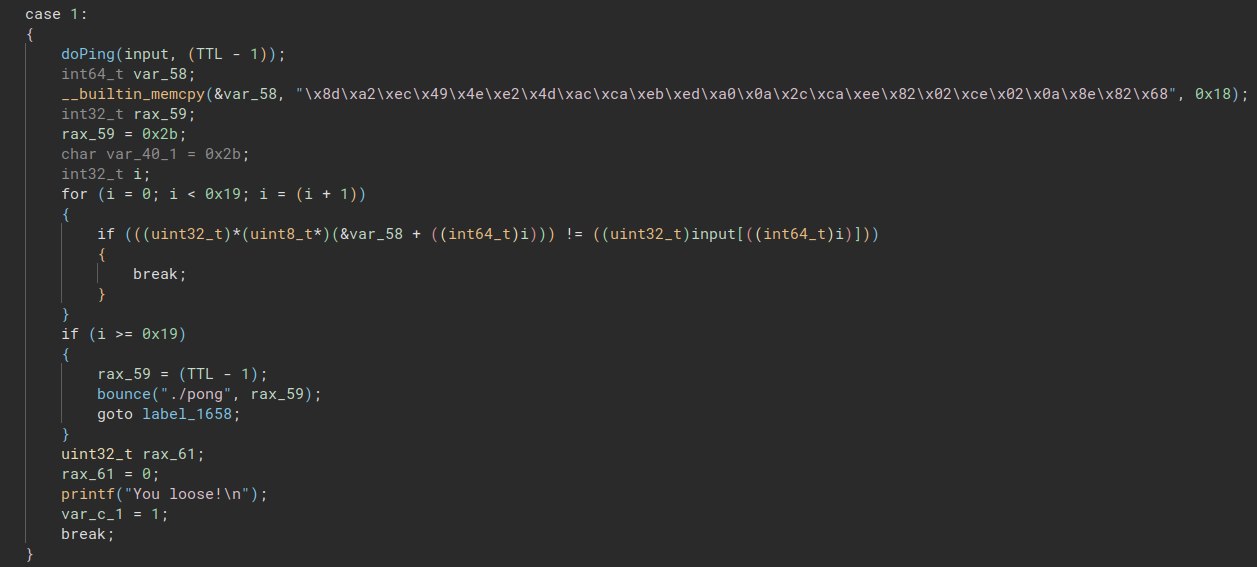 case 1:
{
doPing(input, (TTL - 1));
int64_t var_58;
__builtin_memcpy(&var_58, "\x8d\xa2\xec\x49\x4e\xe2\x4d\xac\xca\xeb\xed\xa0\x0a\x2c\xca\xee\x82\x02\xce\x02\x0a\x8e\x82\x68", 0x18);
int32_t rax_59;
rax_59 = 0x2b;
char var_40_1 = 0x2b;
int32_t i;
for (i = 0; i < 0x19; i = (i + 1))
{
if (((uint32_t)*(uint8_t*)(&var_58 + ((int64_t)i))) != ((uint32_t)input[((int64_t)i)]))
{
break;
}
}
if (i >= 0x19)
{
rax_59 = (TTL - 1);
bounce("./pong", rax_59);
goto label_1658;
}
uint32_t rax_61;
rax_61 = 0;
printf("You loose!\n");
var_c_1 = 1;
break;
}